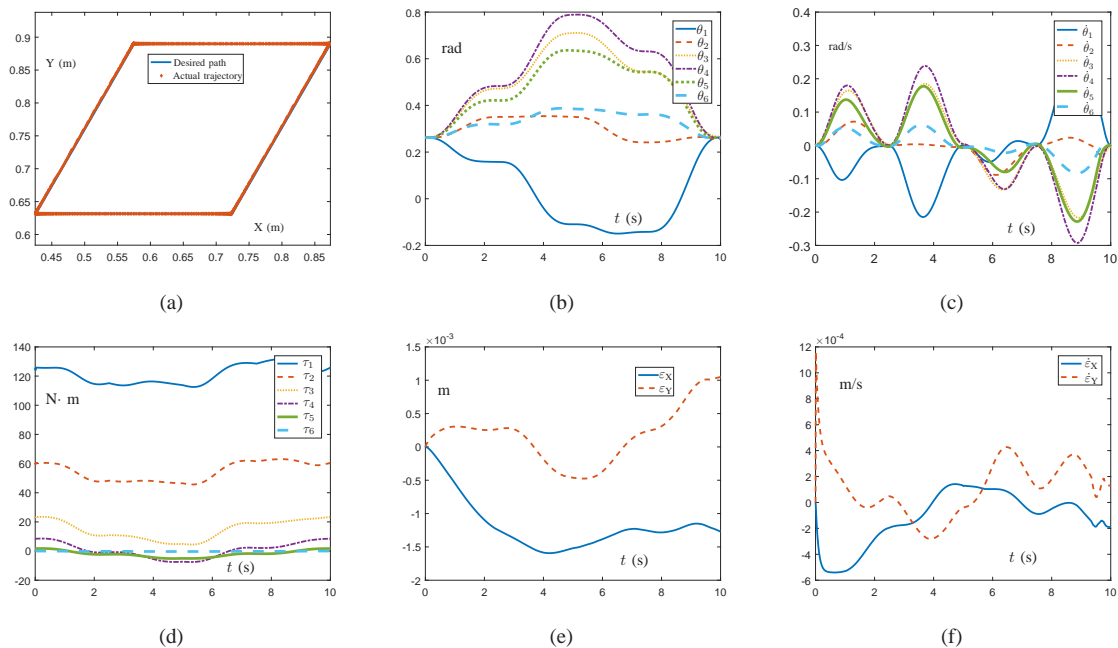 0.9
0.85
0.8
0.75
0.7
0.65
0.6
Y (m)
Desired path
Actual trajectory
X (m)
0.45 0.5 0.55 0.6 0.65 0.7 0.75 0.8 0.85
(a)
0.8
0.6
0.4
0.2
0
-0.2
rad
θ1
θ2
θ3
θ4
θ5
θ6
t (s)
0 2 4 6 8 10
(b)
0.4
0.3
0.2
0.1
0
-0.1
-0.2
-0.3
rad/s
θ̇1
θ̇2
θ̇3
θ̇4
θ̇5
θ̇6
t (s)
0 2 4 6 8 10
(c)
140
120
100
80
60
40
20
0
-20
N· m
τ1
τ2
τ3
τ4
τ5
τ6
t (s)
0 2 4 6 8 10
(d)
×10-3
1.5
1
0.5
0
-0.5
-1
-1.5
-2
m
εX
εY
t (s)
0 2 4 6 8 10
(e)
×10-4
12
10
8
6
4
2
0
-2
-4
-6
m/s
ε̇X
ε̇Y
t (s)
0 2 4 6 8 10
(f)